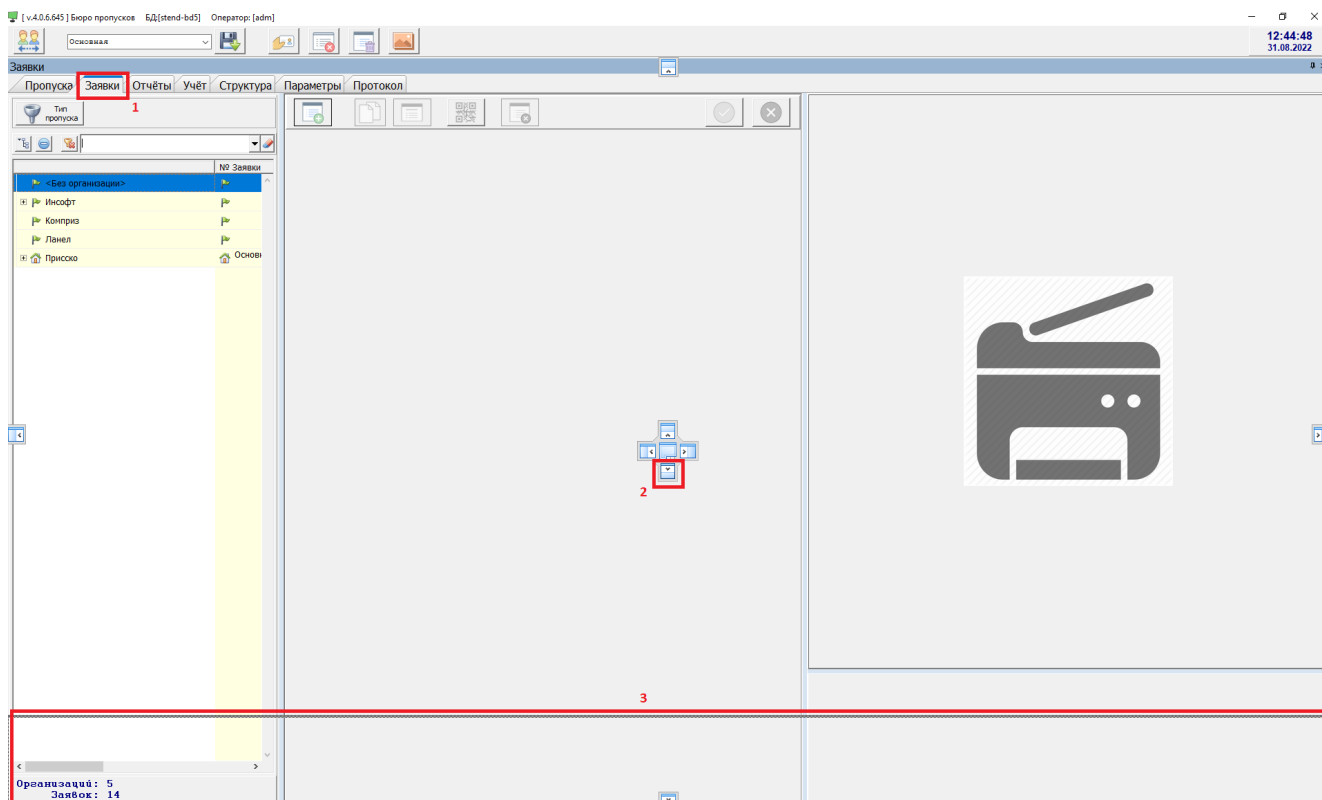 [ v.4.0.6.645 ] Бюро пропусков БД:[stend-bd5] Оператор: [adm]
Основная
12:44:48
31.08.2022
Заявки
Пропуска Заявки Отчёты Учёт Структура Параметры Протокол
1
Тип
пропуска
№ Заявки
<Без организации>
Инсофт
Комприз
Ланел
Присско Основн
2
3
Организаций: 5
Заявок: 14